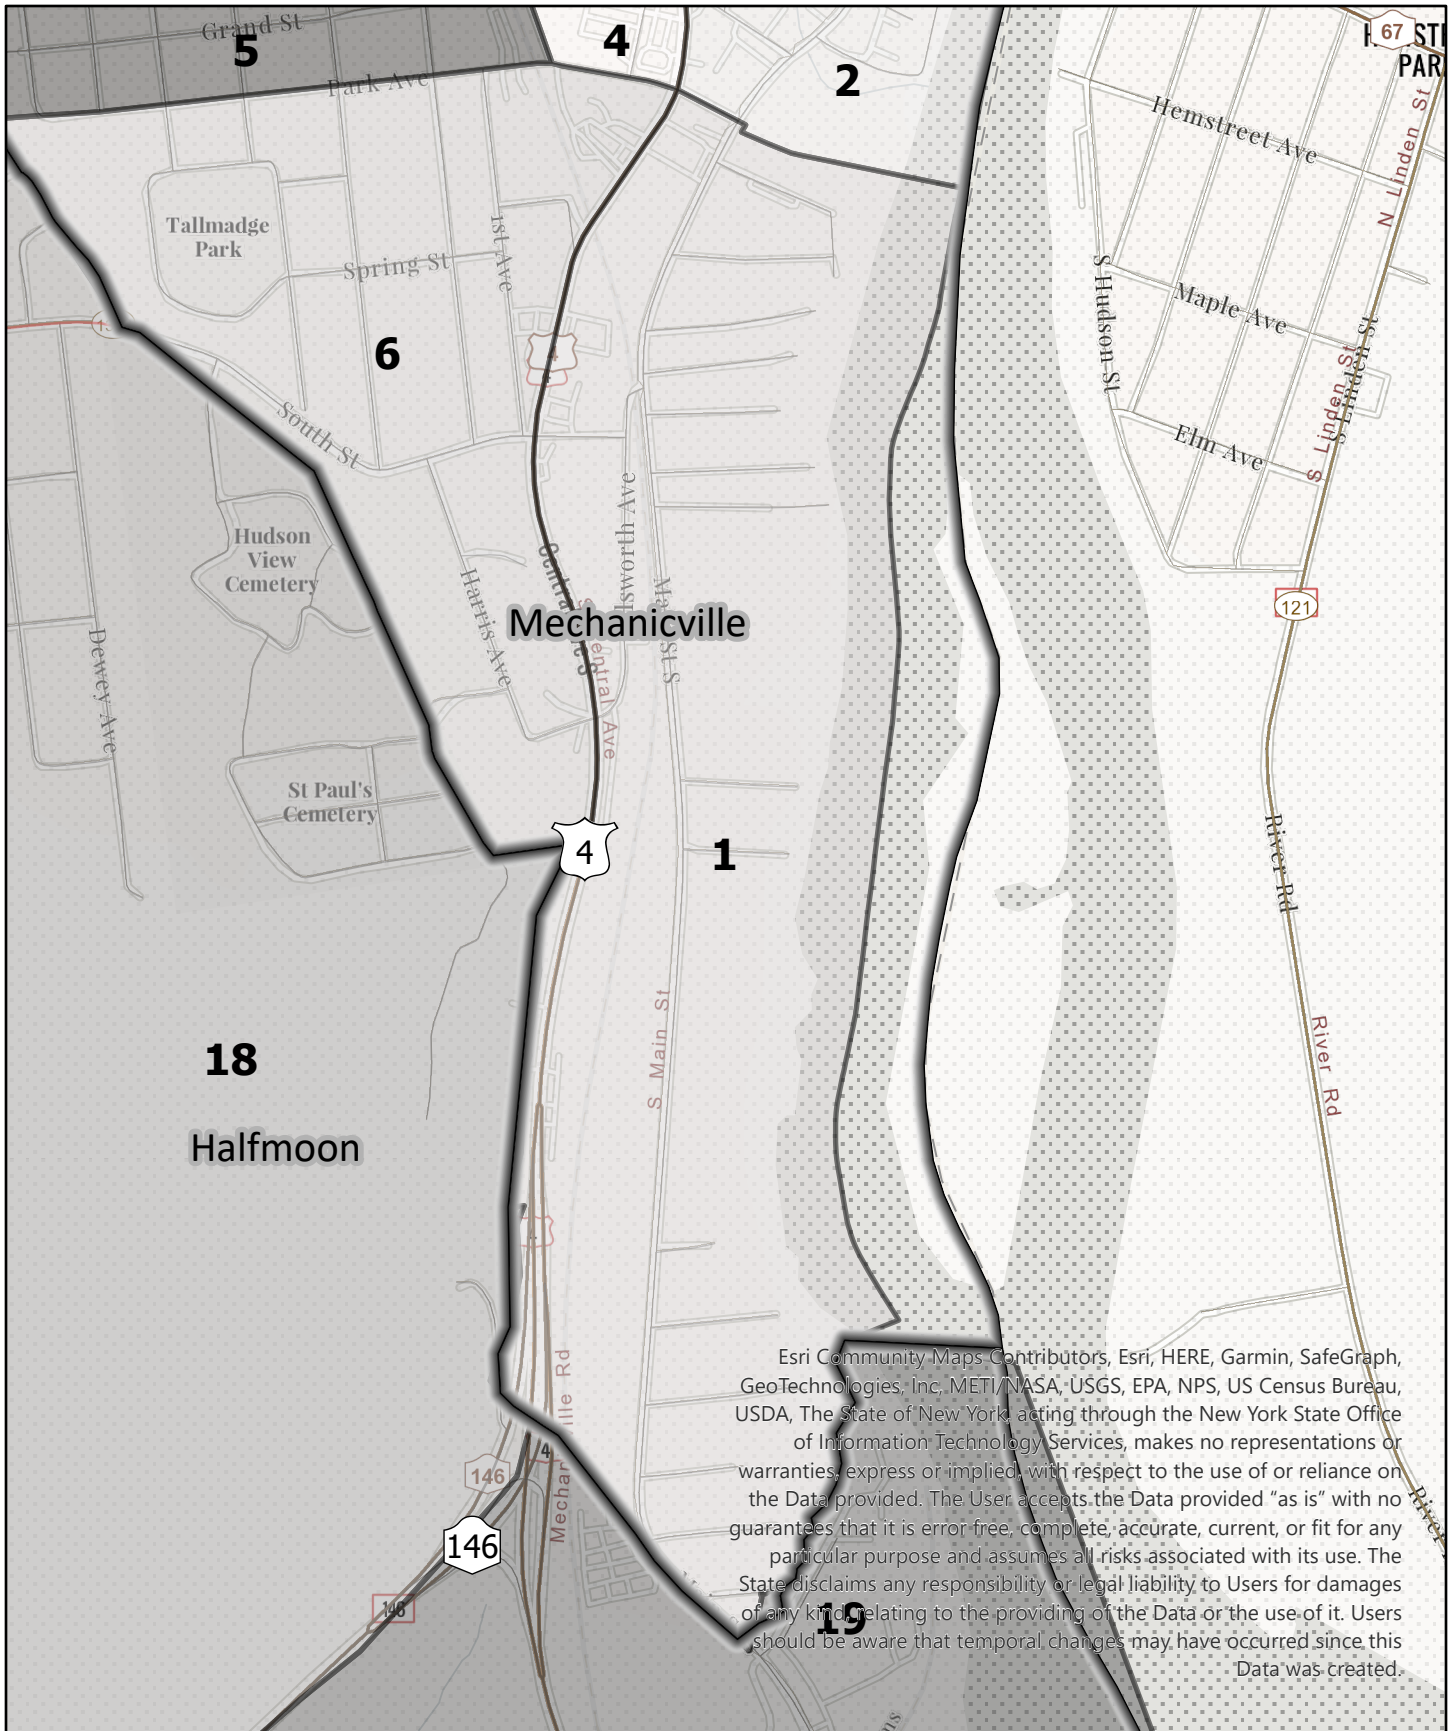 Grand St
5
4
2
67
PARK
Park Ave
Hemstreet Ave
N Linden St
Tallmadge
Park
1st Ave
Spring St
S Hudson St
Maple Ave
6
4
S Linden St
S Linden St
South St
Elm Ave
Hudson
View
Cemetery
Harris Ave
Mechanicville
121
Dewey Ave
Central Ave
St Paul's
Cemetery
4
1
River Rd
S Main St
River Rd
18
Halfmoon
4
146
146
146
19
Esri Community Maps Contributors, Esri, HERE, Garmin, SafeGraph,
GeoTechnologies, Inc, METI/NASA, USGS, EPA, NPS, US Census Bureau,
USDA, The State of New York, acting through the New York State Office
of Information Technology Services, makes no representations or
warranties, express or implied, with respect to the use of or reliance on
the Data provided. The User accepts the Data provided "as is" with no
guarantees that it is error free, complete, accurate, current, or fit for any
particular purpose and assumes all risks associated with its use. The
State disclaims any responsibility or legal liability to Users for damages
of any kind relating to the providing of the Data or the use of it. Users
should be aware that temporal changes may have occurred since this
Data was created.
River